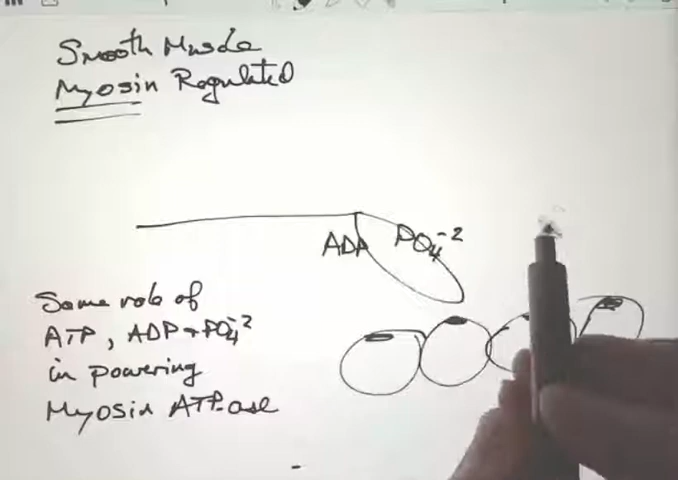 Smooth Muscle
Myosin Regulated
ADP PO4-2
Same role of
ATP, ADP + PO4-2
in powering
Myosin ATPase